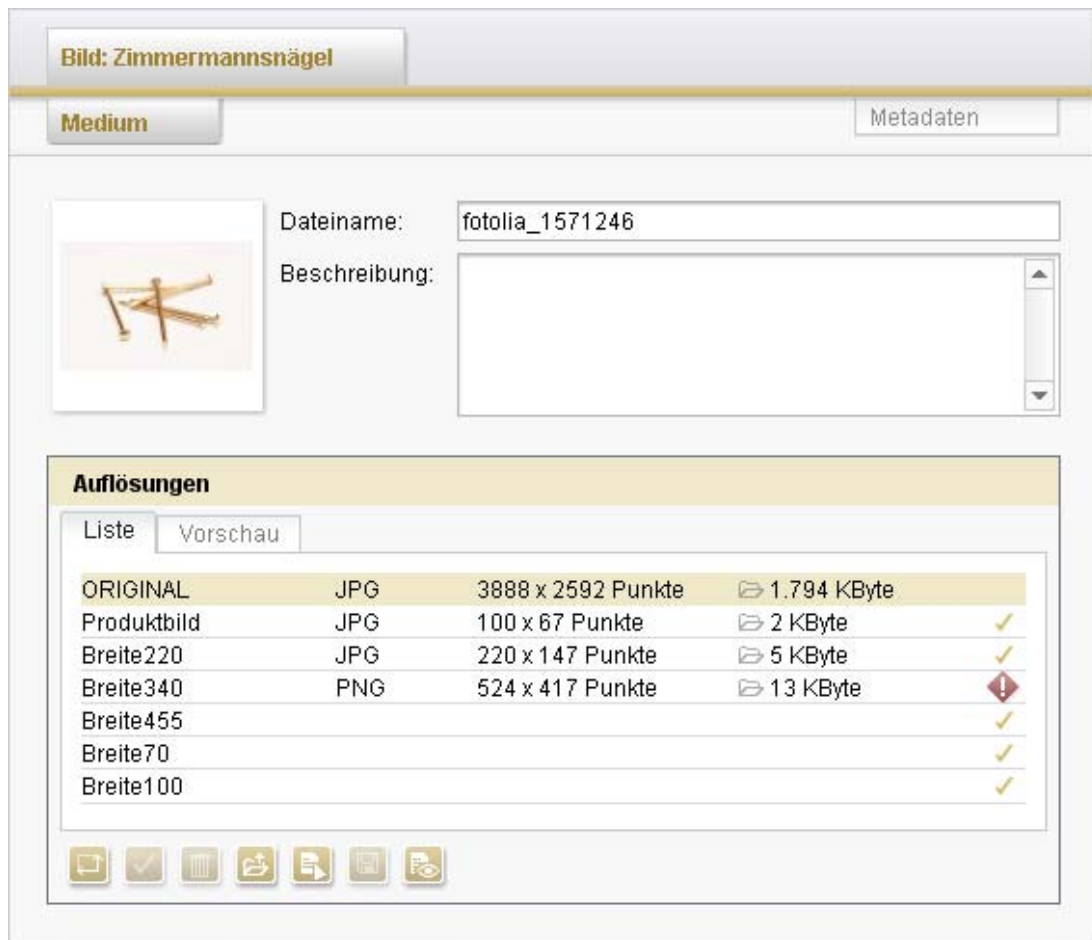 Bild: Zimmermannsnägel
Medium
Metadaten
Dateiname:
fotolia_1571246
Beschreibung:
Auflösungen
Liste
Vorschau
ORIGINAL JPG 3888 x 2592 Punkte 1.794 KByte
Produktbild JPG 100 x 67 Punkte 2 KByte
Breite220 JPG 220 x 147 Punkte 5 KByte
Breite340 PNG 524 x 417 Punkte 13 KByte
Breite455
Breite70
Breite100